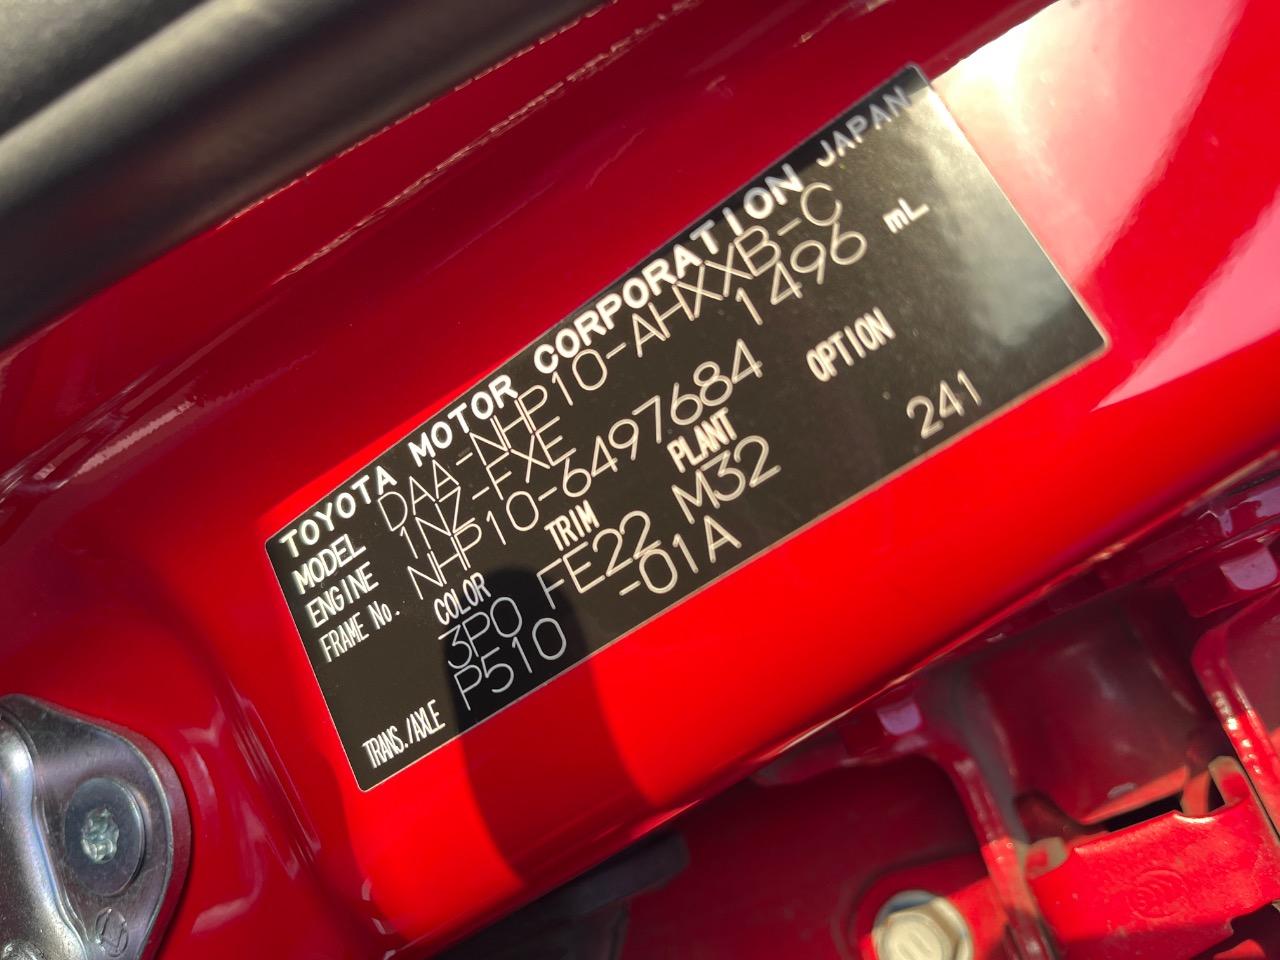 TOYOTA MOTOR CORPORATION JAPAN
MODEL DAA-NHP10-AHXXB-C
ENGINE 1NZ-FXE 1496 mL
FRAME No. NHP10-6497684
COLOR TRIM PLANT OPTION
3P0 FE22 M32 241
TRANS./AXLE P510 -01A